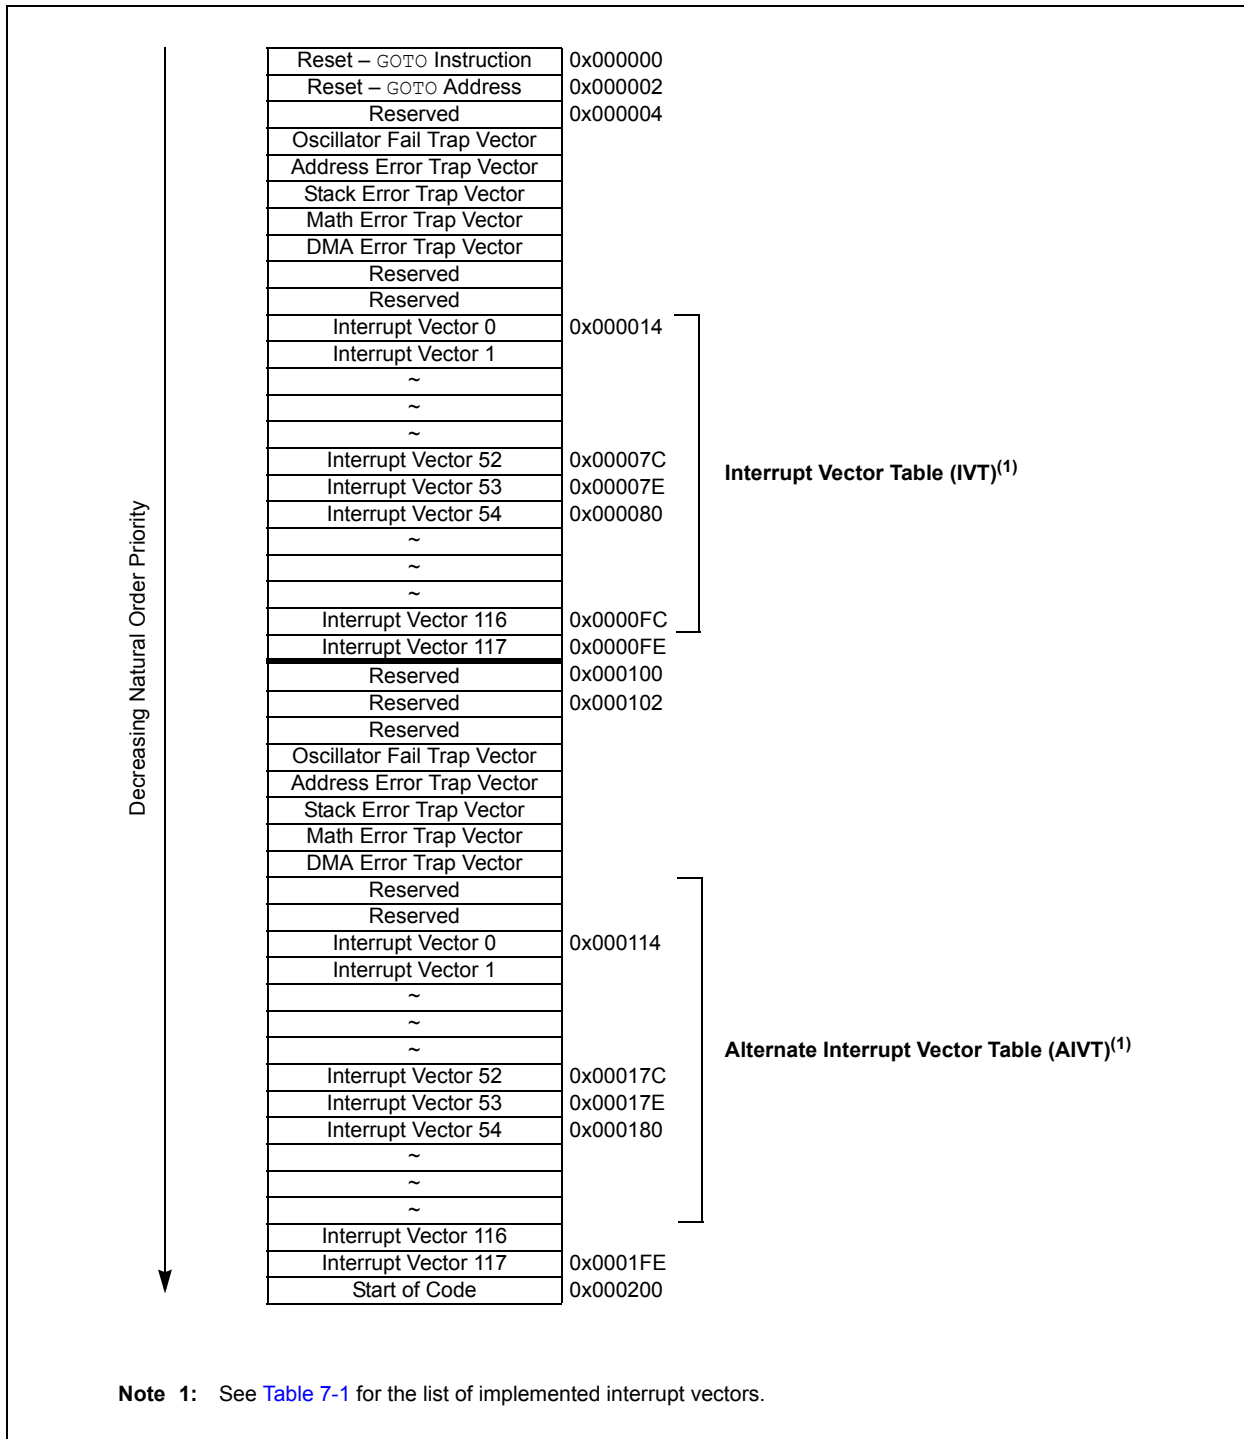 Reset – GOTO Instruction 0x000000
Reset – GOTO Address 0x000002
Reserved 0x000004
Oscillator Fail Trap Vector
Address Error Trap Vector
Stack Error Trap Vector
Math Error Trap Vector
DMA Error Trap Vector
Reserved
Reserved
Interrupt Vector 0 0x000014
Interrupt Vector 1
~
~
~
Interrupt Vector 52 0x00007C
Interrupt Vector Table (IVT)(1)
Interrupt Vector 53 0x00007E
Interrupt Vector 54 0x000080
~
~
~
Interrupt Vector 116 0x0000FC
Interrupt Vector 117 0x0000FE
Decreasing Natural Order Priority
Reserved 0x000100
Reserved 0x000102
Reserved
Oscillator Fail Trap Vector
Address Error Trap Vector
Stack Error Trap Vector
Math Error Trap Vector
DMA Error Trap Vector
Reserved
Reserved
Interrupt Vector 0 0x000114
Interrupt Vector 1
~
~
~
Alternate Interrupt Vector Table (AIVT)(1)
Interrupt Vector 52 0x00017C
Interrupt Vector 53 0x00017E
Interrupt Vector 54 0x000180
~
~
~
Interrupt Vector 116
Interrupt Vector 117 0x0001FE
Start of Code 0x000200
Note 1: See Table 7-1 for the list of implemented interrupt vectors.